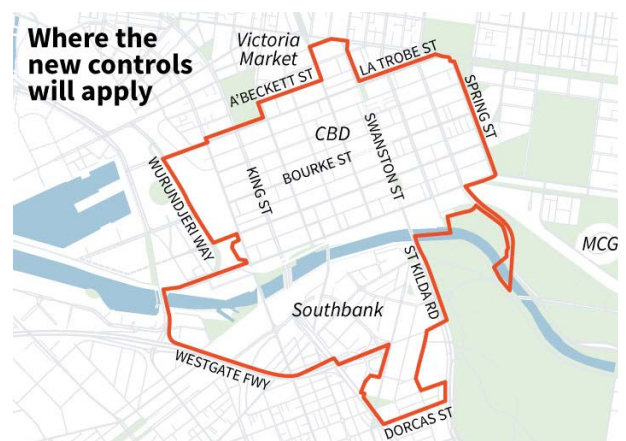 Where the
new controls
will apply
Victoria
Market
A'BECKETT ST
LA TROBE ST
SPRING ST
CBD
SWANSTON ST
BOURKE ST
KING ST
WURUNDJERI WAY
MCG
ST KILDA RD
Southbank
WESTGATE FWY
DORCAS ST